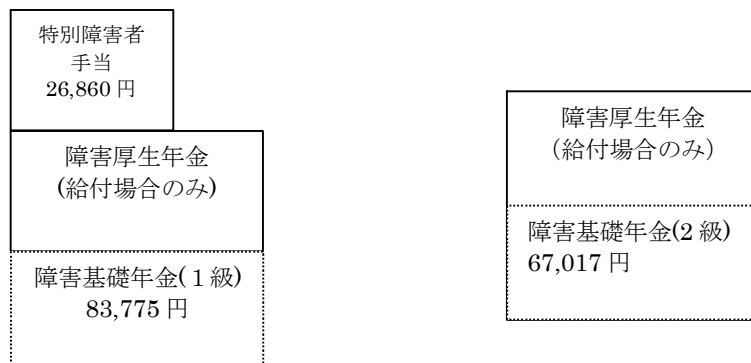 特別障害者
手当
26,860 円
障害厚生年金
(給付場合のみ)
障害基礎年金(１級)
83,775 円
障害厚生年金
（給付場合のみ）
障害基礎年金(2 級)
67,017 円